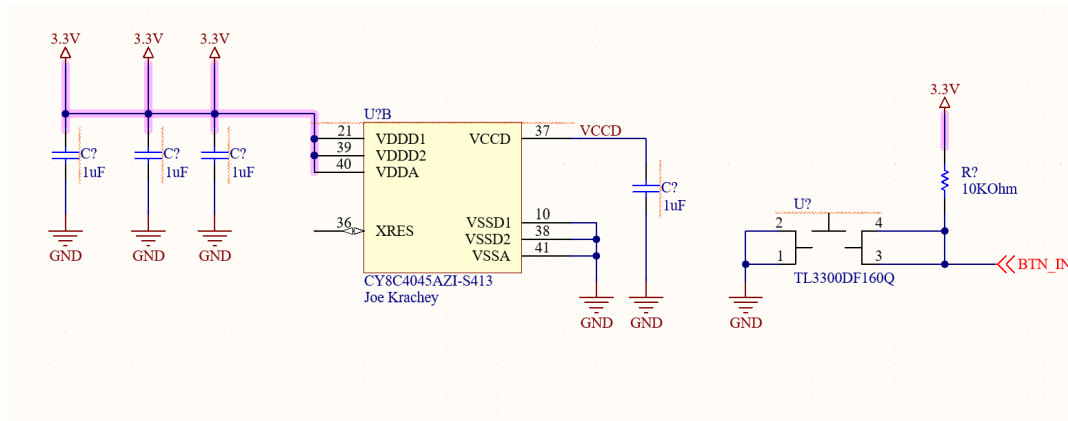 3.3V
3.3V
3.3V
C?
1uF
C?
1uF
C?
1uF
GND
GND
GND
U?B
21
VDDD1
39
VDDD2
40
VDDA
36
XRES
VCCD
37
VCCD
VSSD1
10
VSSD2
38
VSSA
41
CY8C4045AZI-S413
Joe Krachey
C?
1uF
GND
GND
3.3V
R?
10KOhm
U?
2
4
1
3
TL3300DF160Q
BTN_IN
GND